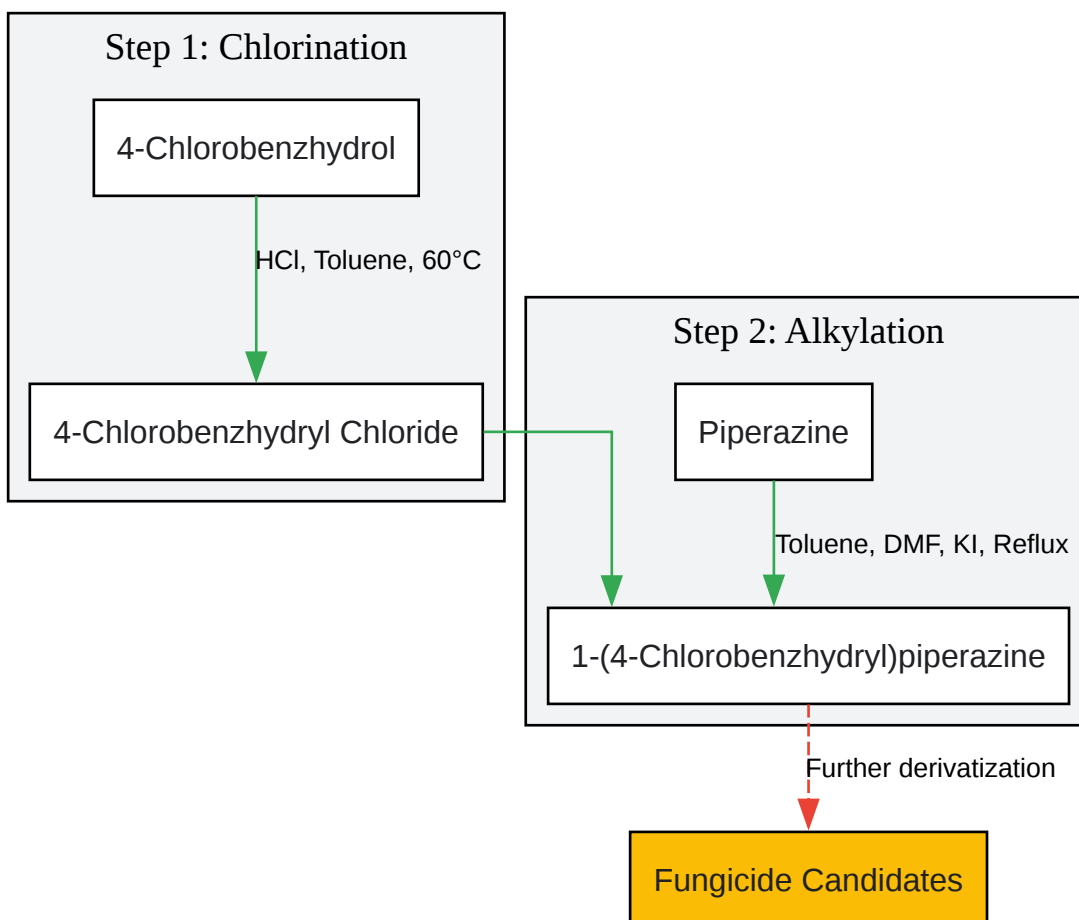 Step 1: Chlorination
4-Chlorobenzhydrol
HCl, Toluene, 60°C
4-Chlorobenzhydryl Chloride
Step 2: Alkylation
Piperazine
Toluene, DMF, KI, Reflux
1-(4-Chlorobenzhydryl)piperazine
Further derivatization
Fungicide Candidates